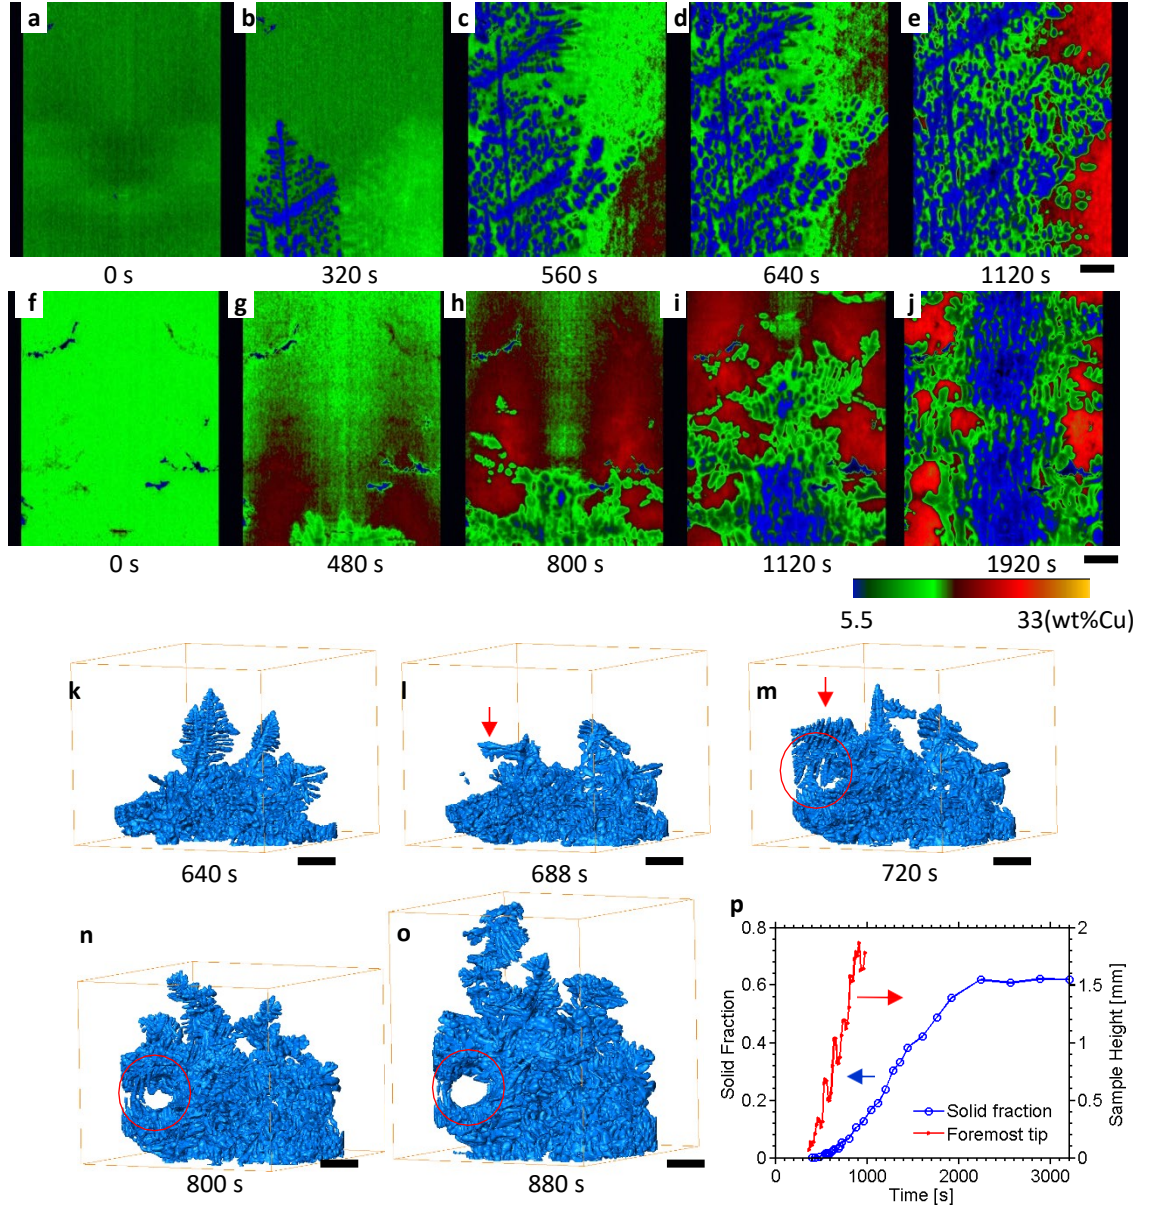 a b c d e
0 s 320 s 560 s 640 s 1120 s
f g h i j
0 s 480 s 800 s 1120 s 1920 s
5.5 33(wt%Cu)
k l m
640 s 688 s 720 s
n o p
800 s 880 s
0.8 2
0.6 1.5
0.4 1
0.2 0.5
0 0
Solid Fraction
Sample Height [mm]
Solid fraction
Foremost tip
0 1000 2000 3000
Time [s]